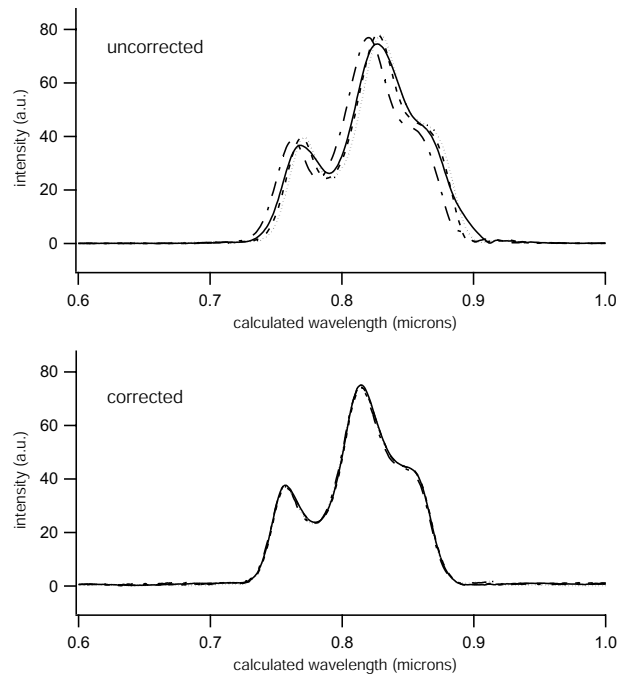 80
uncorrected
60
40
20
0
intensity (a.u.)
0.6 0.7 0.8 0.9 1.0
calculated wavelength (microns)
80
corrected
60
40
20
0
intensity (a.u.)
0.6 0.7 0.8 0.9 1.0
calculated wavelength (microns)